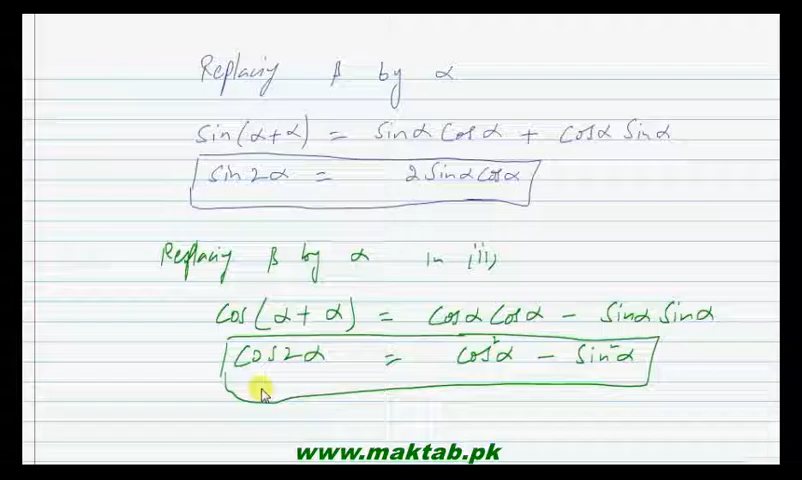 Replacing β by α
Sin(α+α) = Sinα Cosα + Cosα Sinα
Sin2α = 2SinαCosα
Replacing β by α in (ii)
Cos(α+α) = Cosα Cosα - Sinα Sinα
Cos2α = Cos²α - Sin²α
www.maktab.pk